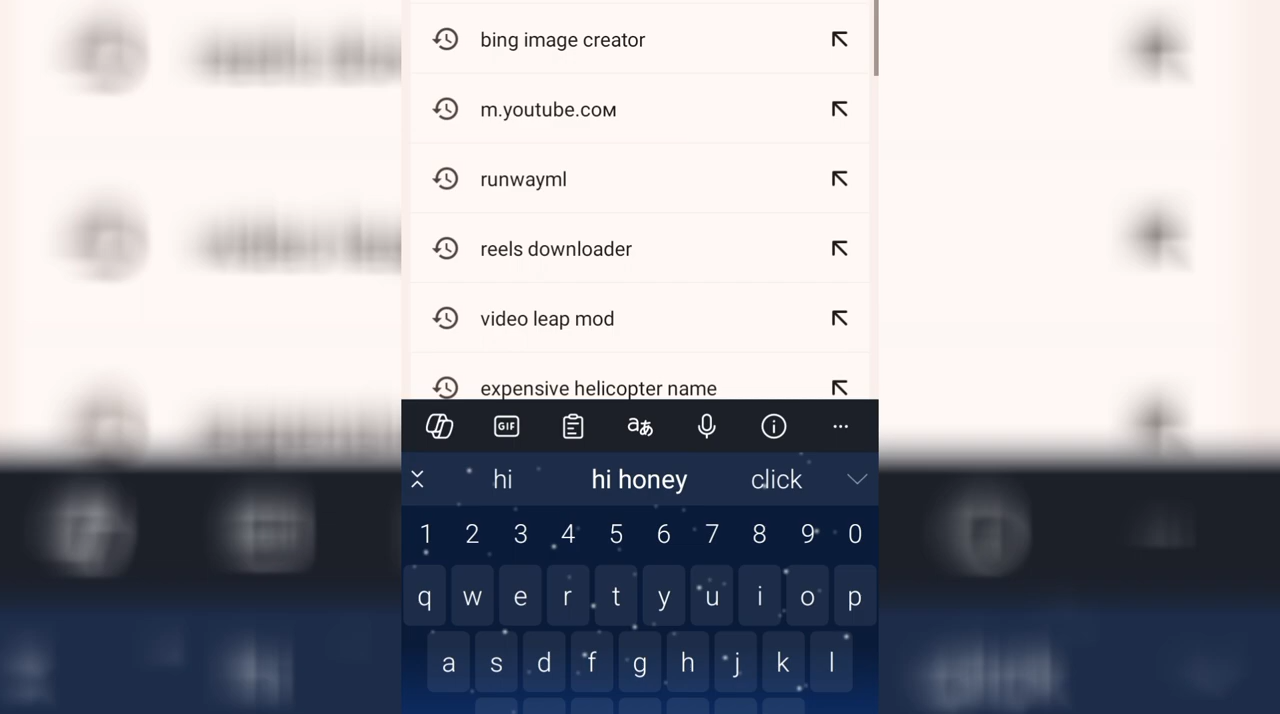 bing image creator
m.youtube.coм
runwayml
reels downloader
video leap mod
expensive helicopter name
GIF
aあ
hi hi honey click
1 2 3 4 5 6 7 8 9 0
q w e r t y u i o p
a s d f g h j k l